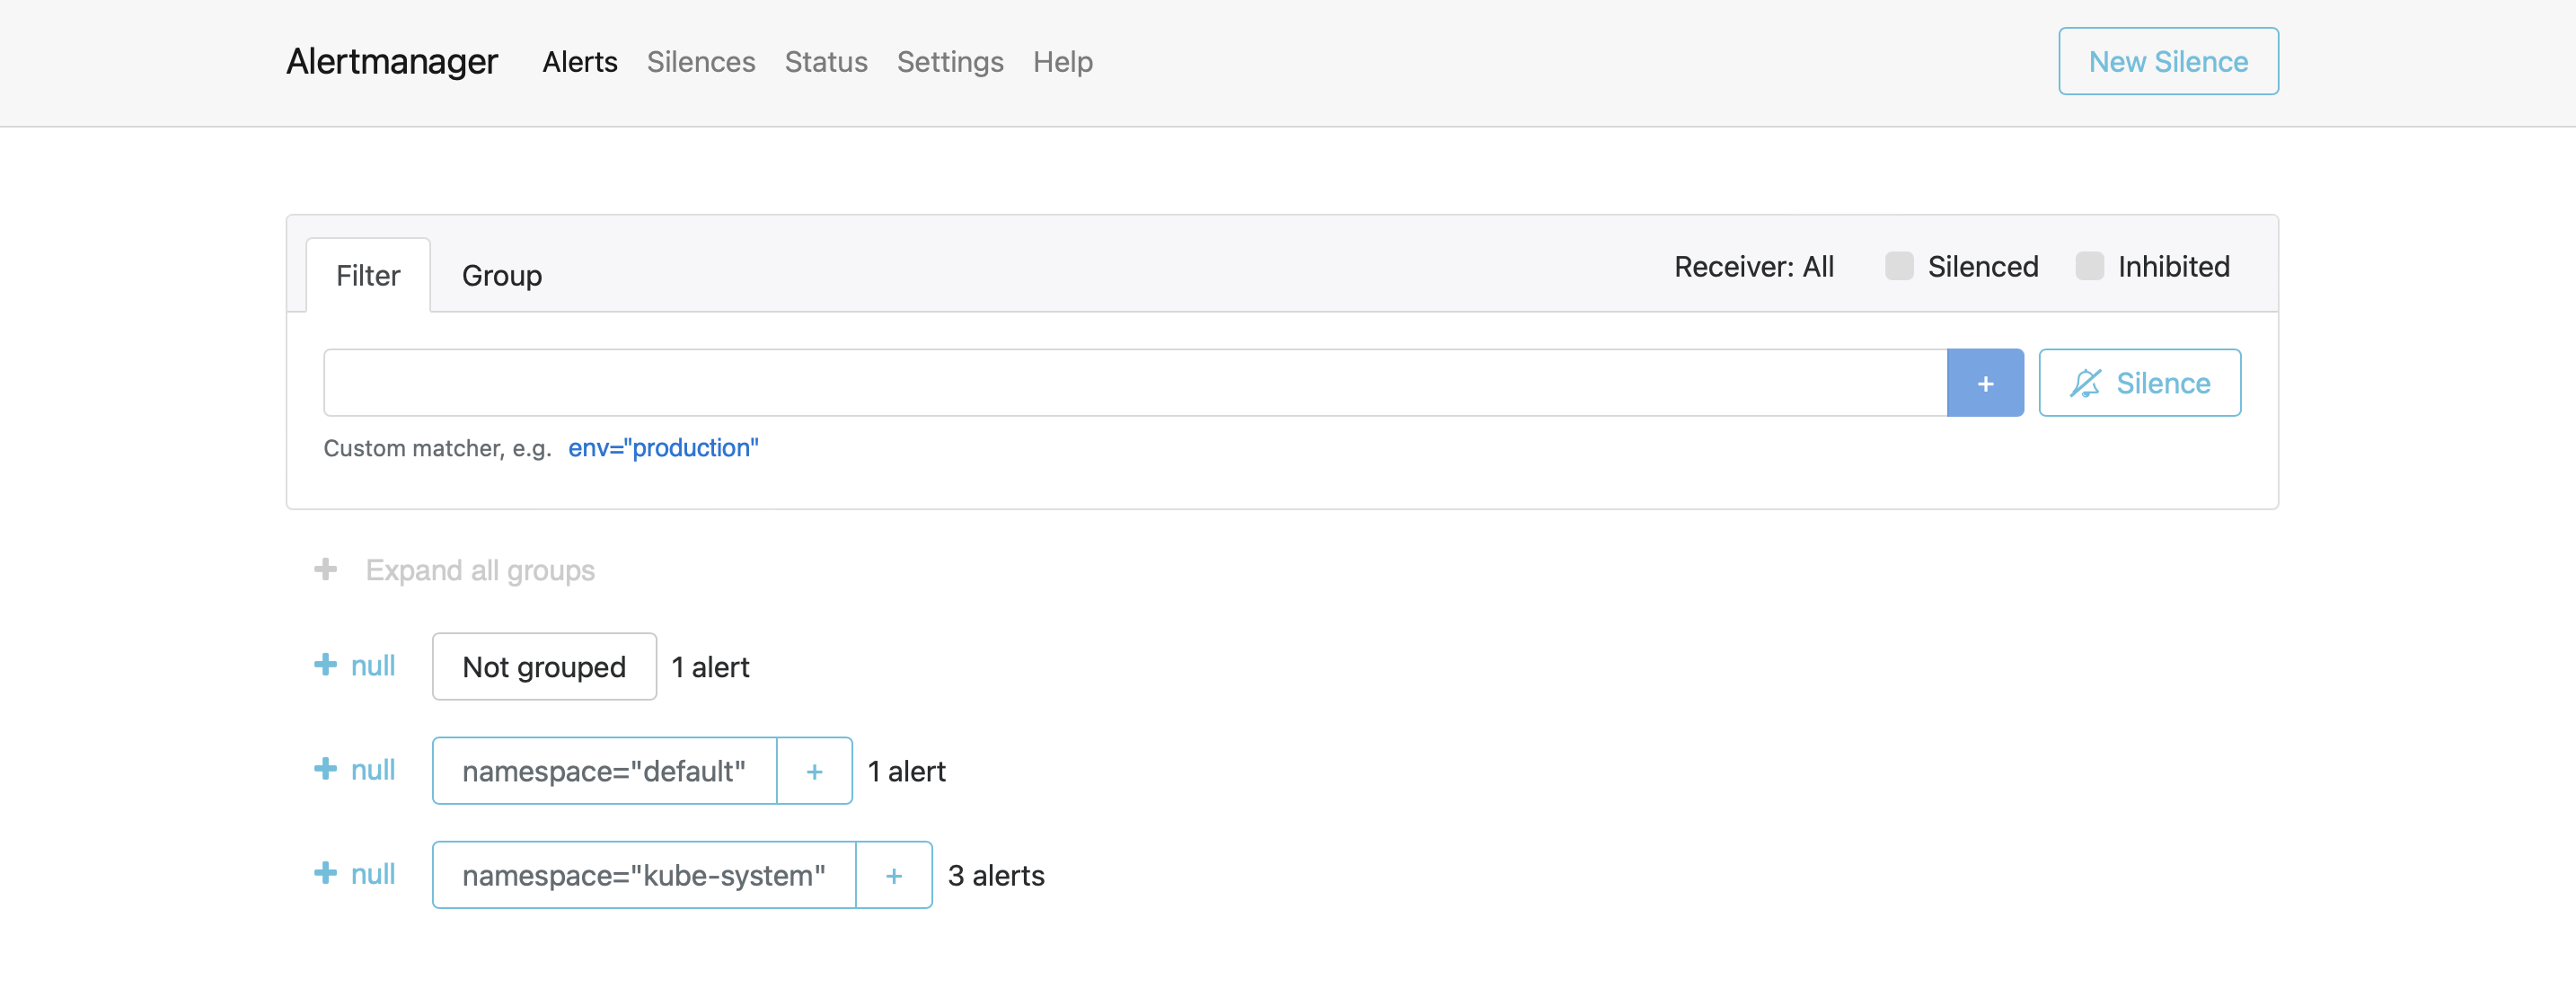 Alertmanager Alerts Silences Status Settings Help New Silence
Filter Group Receiver: All Silenced Inhibited
+ Silence
Custom matcher, e.g. env="production"
+ Expand all groups
+ null Not grouped 1 alert
+ null namespace="default" + 1 alert
+ null namespace="kube-system" + 3 alerts